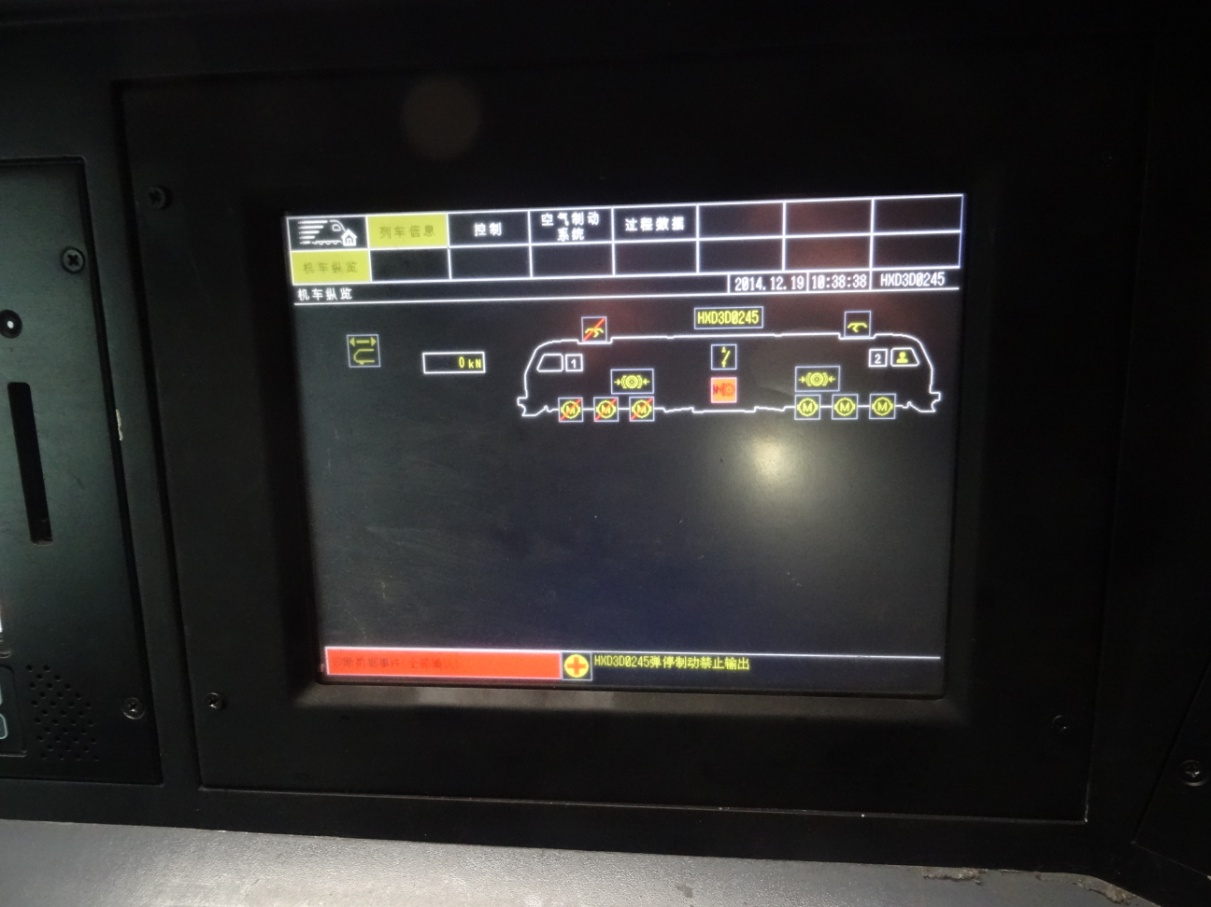 列车信息
控制
空气制动
系统
过程数据
机车纵览
机车纵览
2014.12.19
10:38:38
HXD3D0245
HXD3D0245
0 kN
1
2
M
M
M
M
M
M
HXD3D0245弹停制动禁止输出